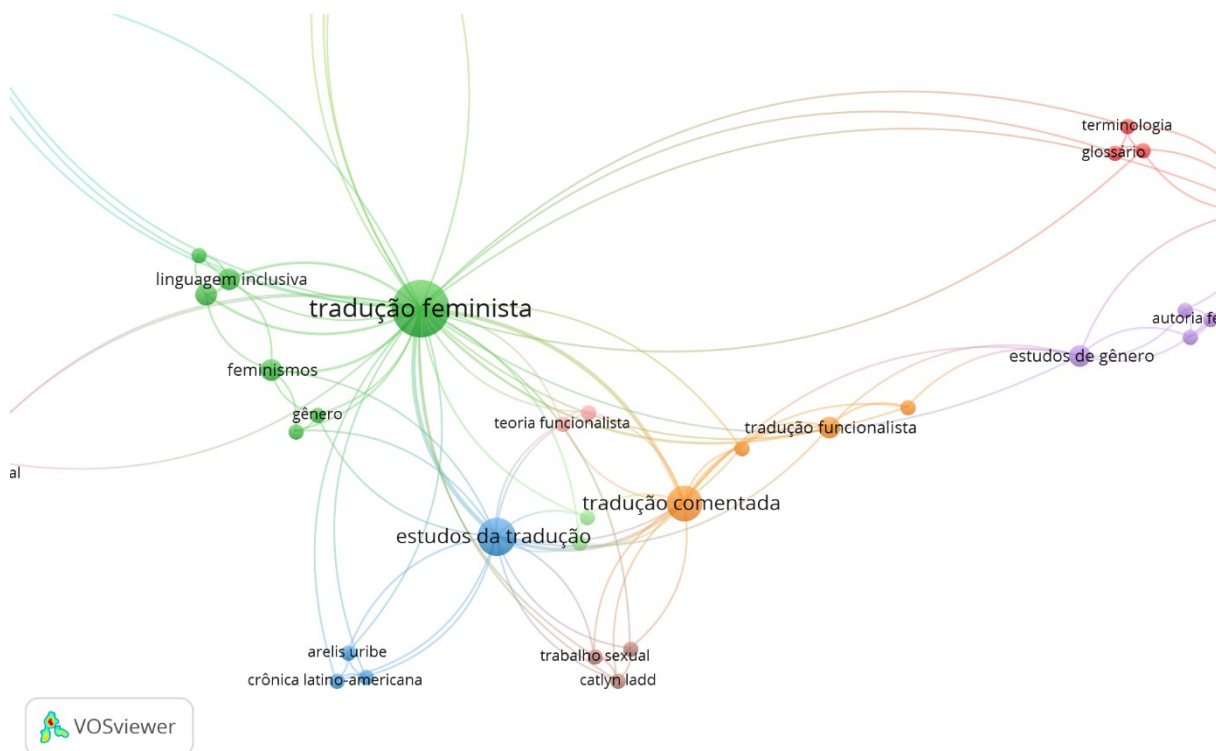 terminologia
glossário
linguagem inclusiva
tradução feminista
autoria fe
estudos de gênero
feminismos
gênero
teoria funcionalista
tradução funcionalista
al
tradução comentada
estudos da tradução
arelis uribe
trabalho sexual
crônica latino-americana
catlyn ladd
VOSviewer